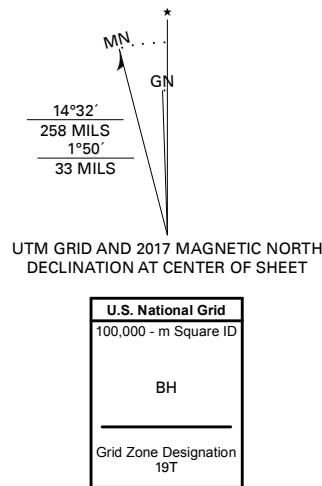 ★
MN
GN
14°32´
258 MILS
1°50´
33 MILS
UTM GRID AND 2017 MAGNETIC NORTH
DECLINATION AT CENTER OF SHEET
U.S. National Grid
100,000 - m Square ID
BH
Grid Zone Designation
19T